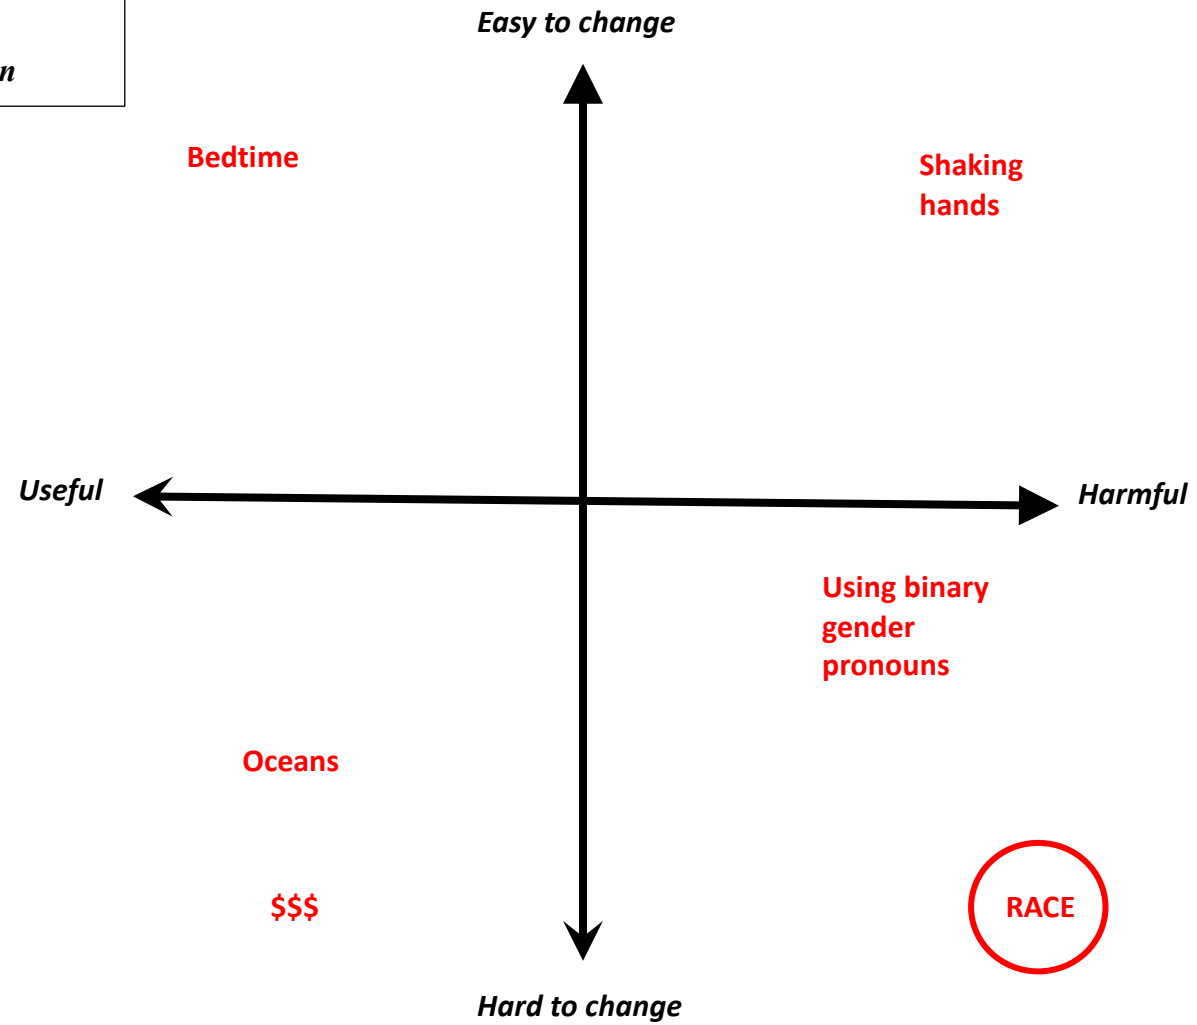 Easy to change
n
Bedtime
Shaking
hands
Useful
Harmful
Using binary
gender
pronouns
Oceans
$$$
RACE
Hard to change